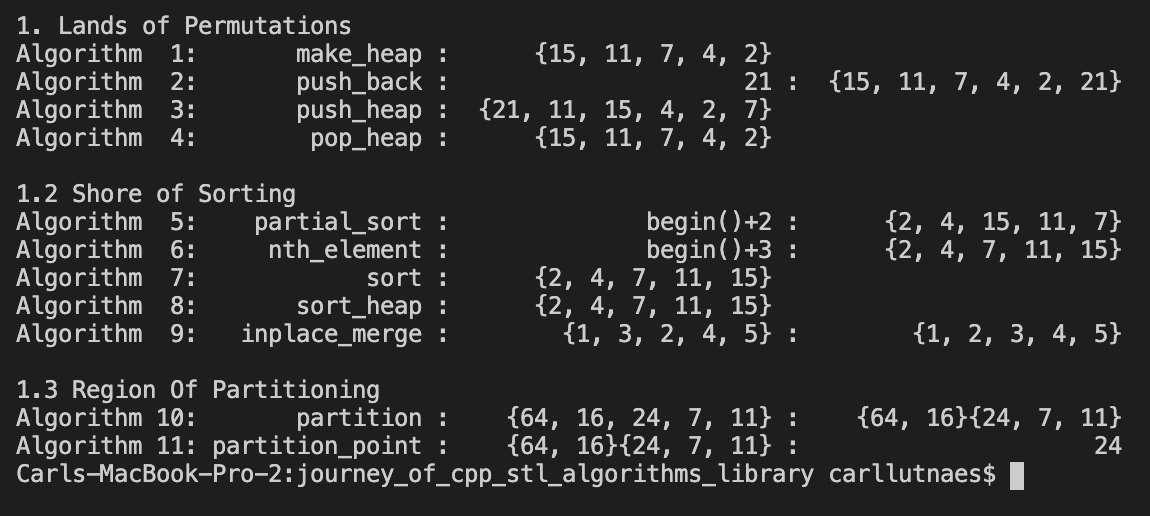 1. Lands of Permutations
Algorithm  1:       make_heap :      {15, 11, 7, 4, 2}
Algorithm  2:       push_back :                     21 :  {15, 11, 7, 4, 2, 21}
Algorithm  3:       push_heap :  {21, 11, 15, 4, 2, 7}
Algorithm  4:        pop_heap :      {15, 11, 7, 4, 2}
1.2 Shore of Sorting
Algorithm  5:    partial_sort :              begin()+2 :      {2, 4, 15, 11, 7}
Algorithm  6:     nth_element :              begin()+3 :      {2, 4, 7, 11, 15}
Algorithm  7:            sort :      {2, 4, 7, 11, 15}
Algorithm  8:       sort_heap :      {2, 4, 7, 11, 15}
Algorithm  9:   inplace_merge :        {1, 3, 2, 4, 5} :        {1, 2, 3, 4, 5}
1.3 Region Of Partitioning
Algorithm 10:       partition :    {64, 16, 24, 7, 11} :    {64, 16}{24, 7, 11}
Algorithm 11: partition_point :    {64, 16}{24, 7, 11} :                     24
Carls-MacBook-Pro-2:journey_of_cpp_stl_algorithms_library carllutnaes$